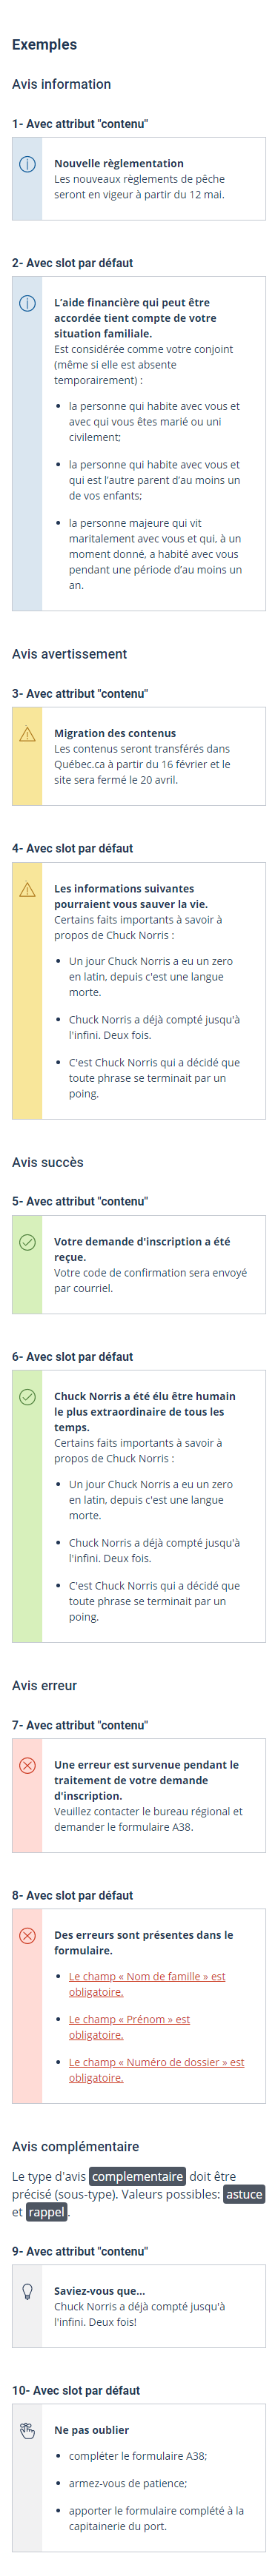 Exemples
Avis information
1- Avec attribut "contenu"
Nouvelle règlementation
Les nouveaux règlements de pêche
seront en vigeur à partir du 12 mai.
2- Avec slot par défaut
L’aide financière qui peut être
accordée tient compte de votre
situation familiale.
Est considérée comme votre conjoint
(même si elle est absente
temporairement) :
• la personne qui habite avec vous et
avec qui vous êtes marié ou uni
civilement;
• la personne qui habite avec vous et
qui est l’autre parent d’au moins un
de vos enfants;
• la personne majeure qui vit
maritalement avec vous et qui, à un
moment donné, a habité avec vous
pendant une période d’au moins un
an.
Avis avertissement
3- Avec attribut "contenu"
Migration des contenus
Les contenus seront transférés dans
Québec.ca à partir du 16 février et le
site sera fermé le 20 avril.
4- Avec slot par défaut
Les informations suivantes
pourraient vous sauver la vie.
Certains faits importants à savoir à
propos de Chuck Norris :
• Un jour Chuck Norris a eu un zero
en latin, depuis c'est une langue
morte.
• Chuck Norris a déjà compté jusqu'à
l'infini. Deux fois.
• C'est Chuck Norris qui a décidé que
toute phrase se terminait par un
poing.
Avis succès
5- Avec attribut "contenu"
Votre demande d'inscription a été
reçue.
Votre code de confirmation sera envoyé
par courriel.
6- Avec slot par défaut
Chuck Norris a été élu être humain
le plus extraordinaire de tous les
temps.
Certains faits importants à savoir à
propos de Chuck Norris :
• Un jour Chuck Norris a eu un zero
en latin, depuis c'est une langue
morte.
• Chuck Norris a déjà compté jusqu'à
l'infini. Deux fois.
• C'est Chuck Norris qui a décidé que
toute phrase se terminait par un
poing.
Avis erreur
7- Avec attribut "contenu"
Une erreur est survenue pendant le
traitement de votre demande
d'inscription.
Veuillez contacter le bureau régional et
demander le formulaire A38.
8- Avec slot par défaut
Des erreurs sont présentes dans le
formulaire.
• Le champ « Nom de famille » est
obligatoire.
• Le champ « Prénom » est
obligatoire.
• Le champ « Numéro de dossier » est
obligatoire.
Avis complémentaire
Le type d'avis complementaire doit être
précisé (sous-type). Valeurs possibles: astuce
et rappel.
9- Avec attribut "contenu"
Saviez-vous que...
Chuck Norris a déjà compté jusqu'à
l'infini. Deux fois!
10- Avec slot par défaut
Ne pas oublier
• compléter le formulaire A38;
• armez-vous de patience;
• apporter le formulaire complété à la
capitainerie du port.